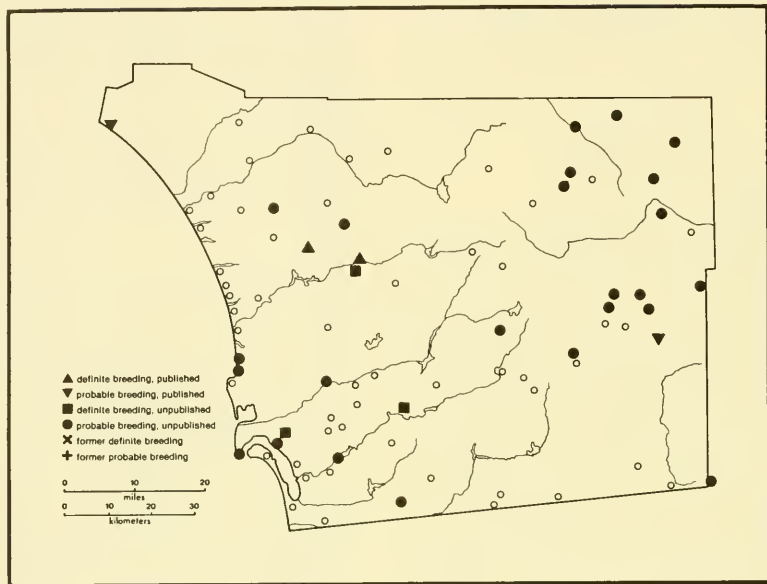 definite breeding, published
probable breeding, published
definite breeding, unpublished
probable breeding, unpublished
former definite breeding
former probable breeding
0 10 20
miles
0 10 20 30
kilometers